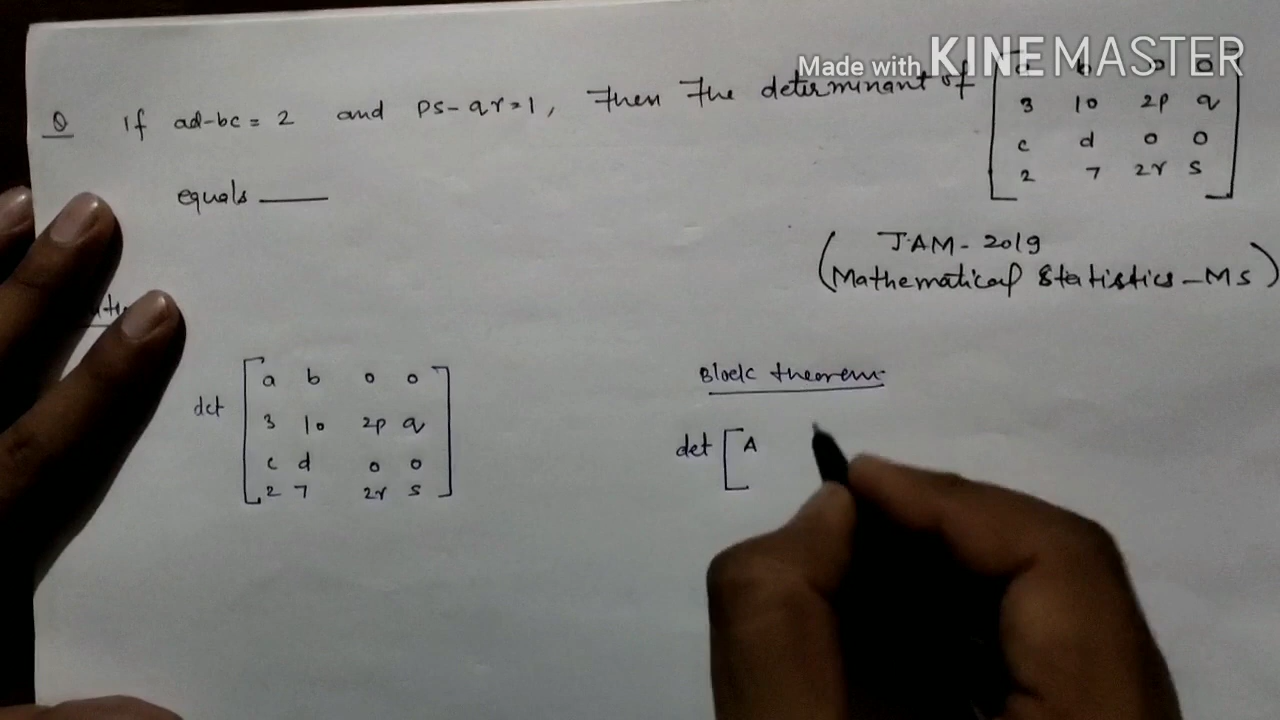 Made with KINEMASTER
Q If ad-bc = 2 and ps-qr=1, Then The determinant of
b 0 0
3 10 2p q
c d 0 0
2 7 2r s
equals ____
(JAM-2019
Mathematical Statistics-MS)
det [a b 0 0
3 10 2p q
c d 0 0
2 7 2r s]
Block theorem
det [A